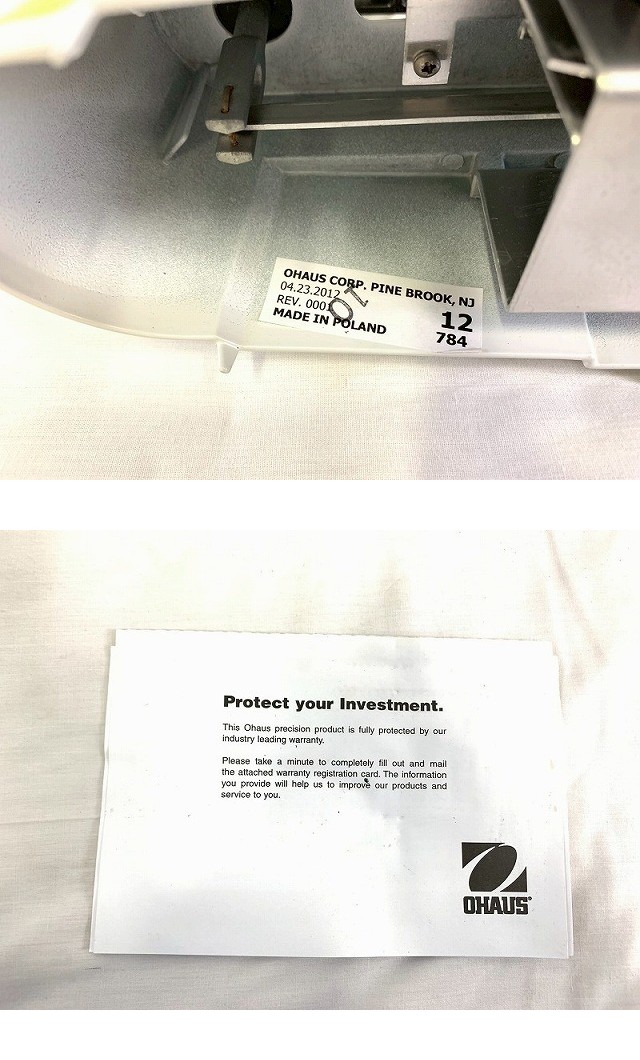 OHAUS CORP. PINE BROOK, NJ
04.23.2012
REV. 0001
MADE IN POLAND
12
784
Protect your Investment.
This Ohaus precision product is fully protected by our
industry leading warranty.
Please take a minute to completely fill out and mail
the attached warranty registration card. The information
you provide will help us to improve our products and
service to you.
OHAUS®